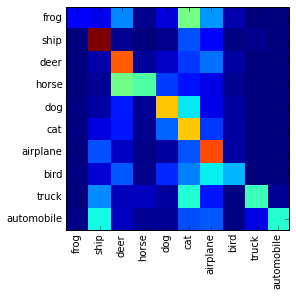 frog
ship
deer
horse
dog
cat
airplane
bird
truck
automobile
frog
ship
deer
horse
dog
cat
airplane
bird
truck
automobile